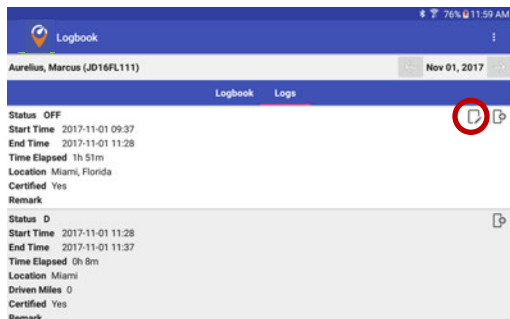 76% 11:59 AM
Logbook
Aurelius, Marcus (JD16FL111) Nov 01, 2017
Logbook Logs
Status OFF
Start Time 2017-11-01 09:37
End Time 2017-11-01 11:28
Time Elapsed 1h 51m
Location Miami, Florida
Certified Yes
Remark
Status D
Start Time 2017-11-01 11:28
End Time 2017-11-01 11:37
Time Elapsed 0h 8m
Location Miami
Driven Miles 0
Certified Yes
Remark